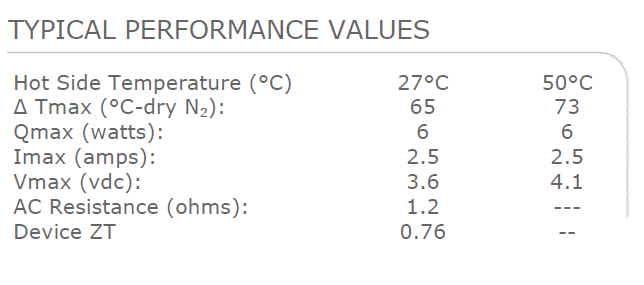 TYPICAL PERFORMANCE VALUES
Hot Side Temperature (°C) 27°C 50°C
Δ Tmax (°C-dry N₂): 65 73
Qmax (watts): 6 6
Imax (amps): 2.5 2.5
Vmax (vdc): 3.6 4.1
AC Resistance (ohms): 1.2 ---
Device ZT 0.76 --